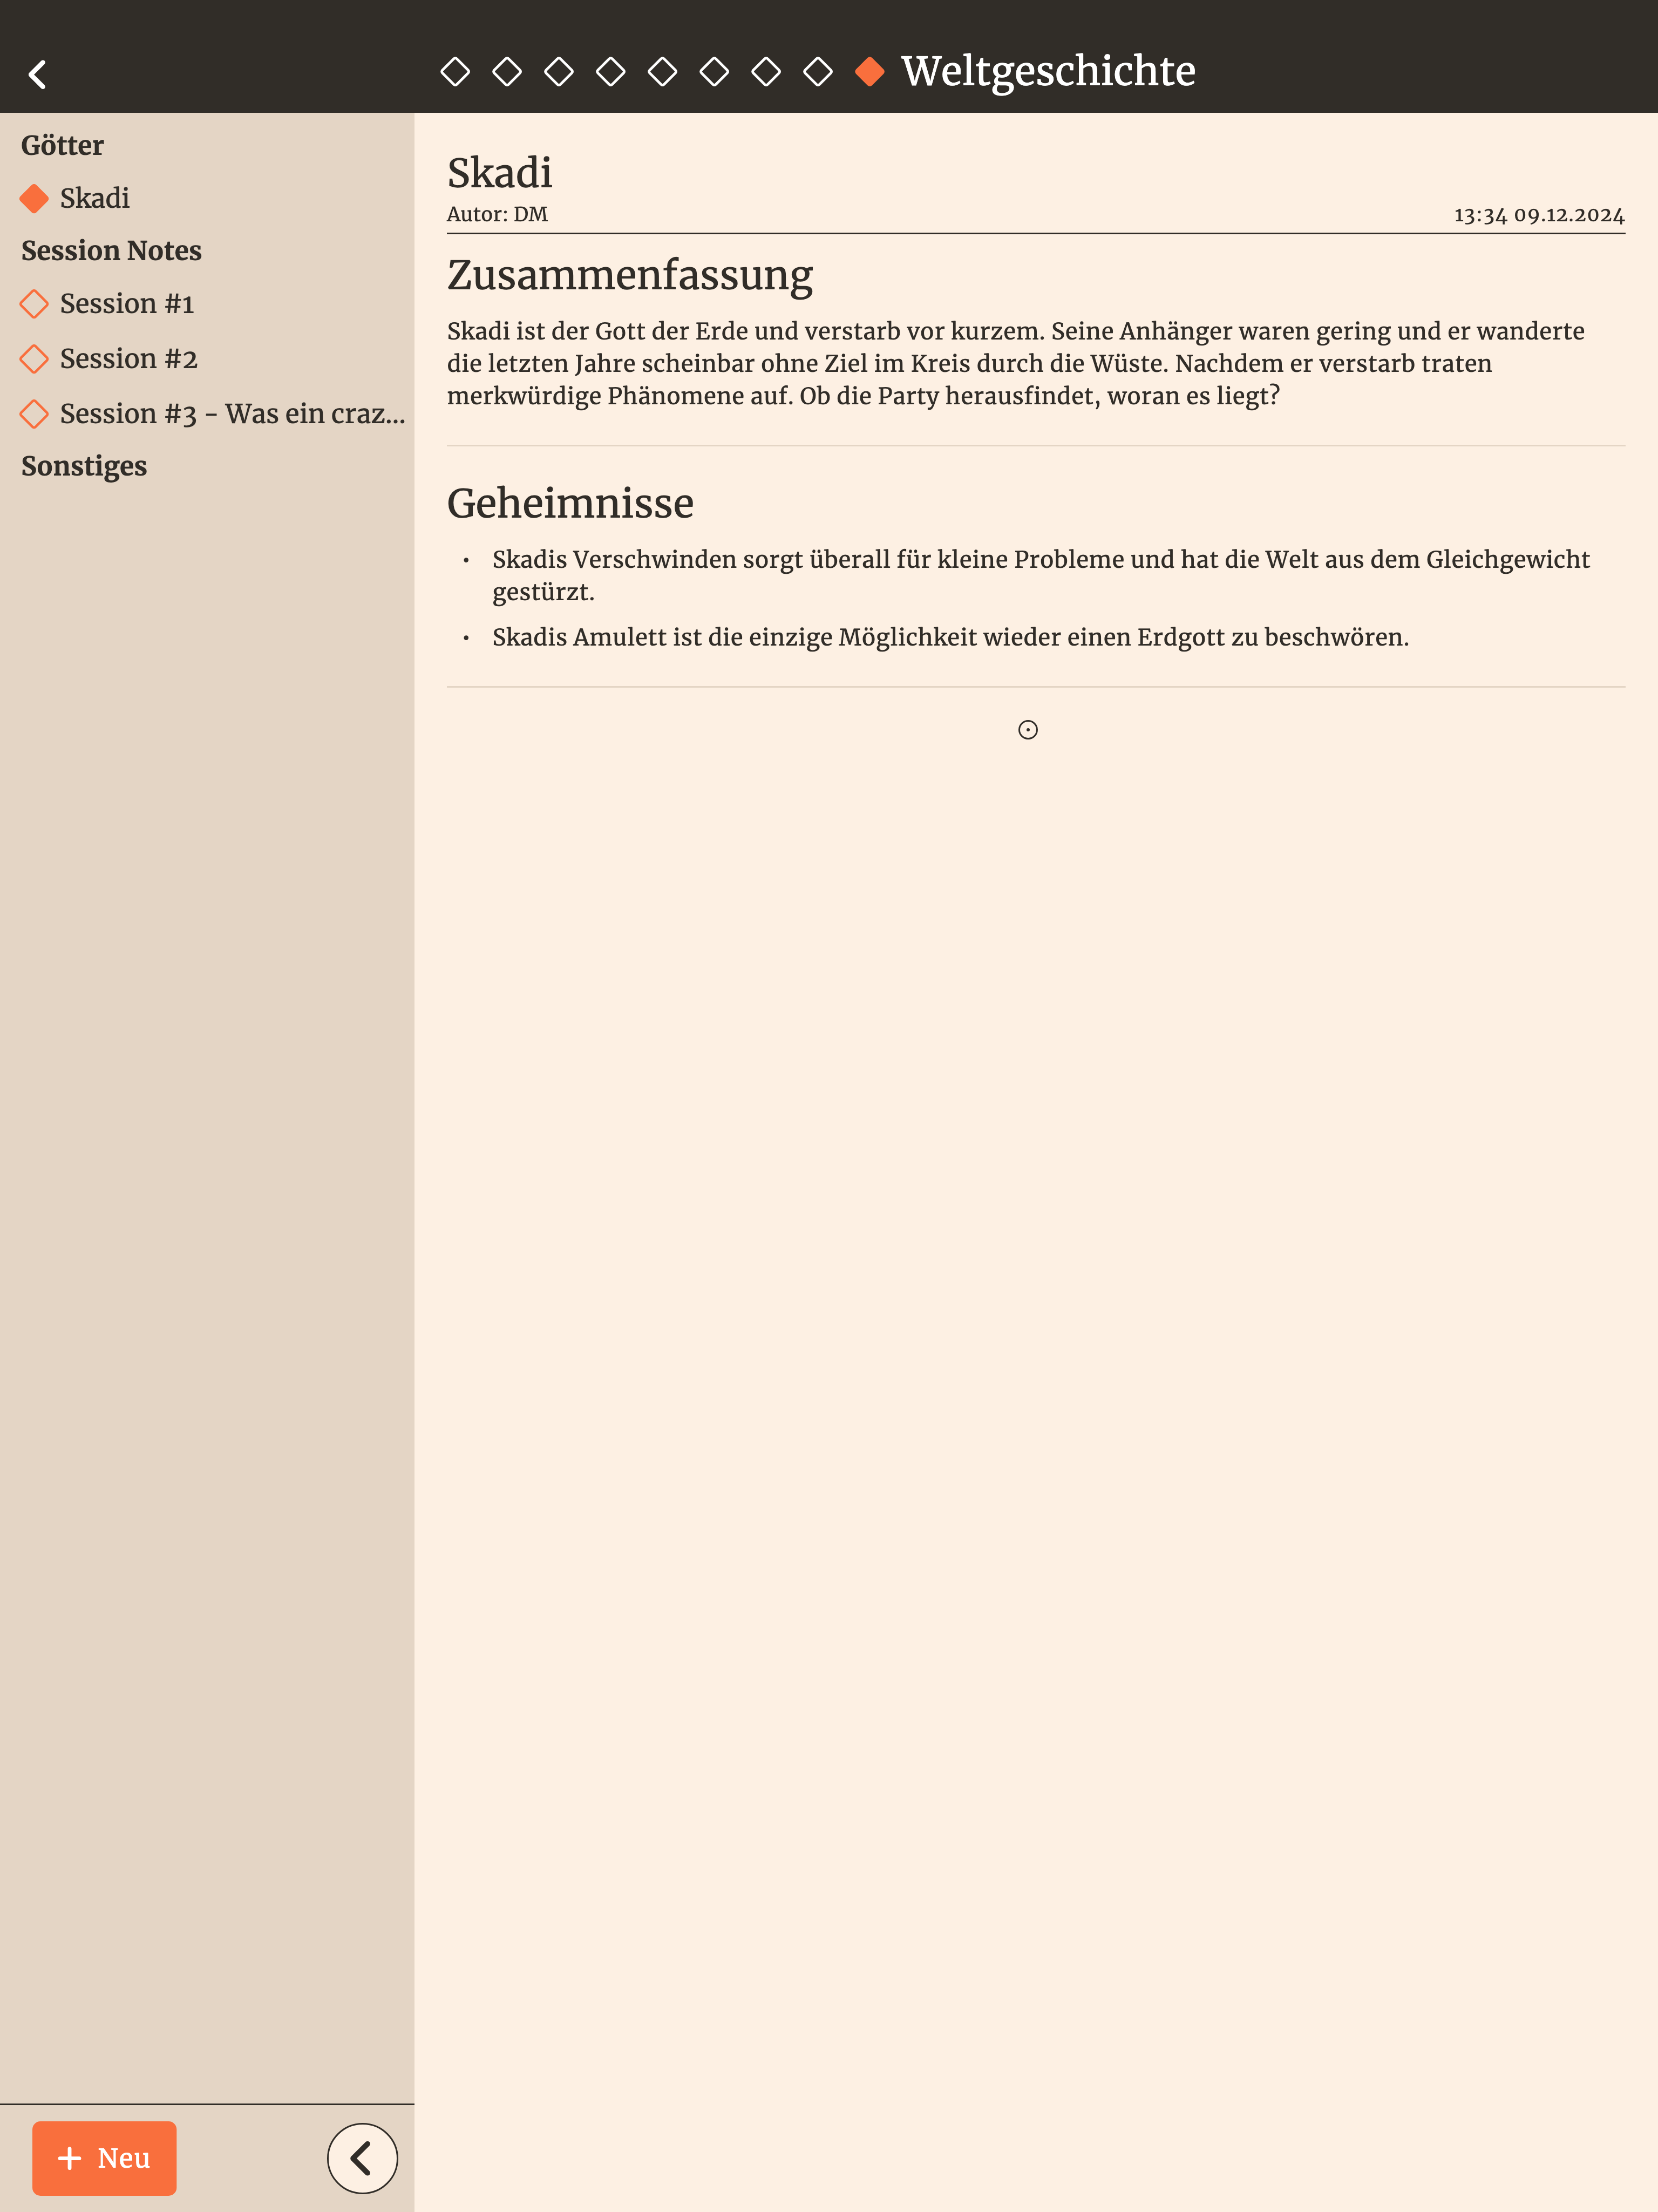 Weltgeschichte
Götter
Skadi
Session Notes
Session #1
Session #2
Session #3 - Was ein craz...
Sonstiges
Skadi
Autor: DM
13:34 09.12.2024
Zusammenfassung
Skadi ist der Gott der Erde und verstarb vor kurzem. Seine Anhänger waren gering und er wanderte
die letzten Jahre scheinbar ohne Ziel im Kreis durch die Wüste. Nachdem er verstarb traten
merkwürdige Phänomene auf. Ob die Party herausfindet, woran es liegt?
Geheimnisse
• Skadis Verschwinden sorgt überall für kleine Probleme und hat die Welt aus dem Gleichgewicht
gestürzt.
• Skadis Amulett ist die einzige Möglichkeit wieder einen Erdgott zu beschwören.
+ Neu